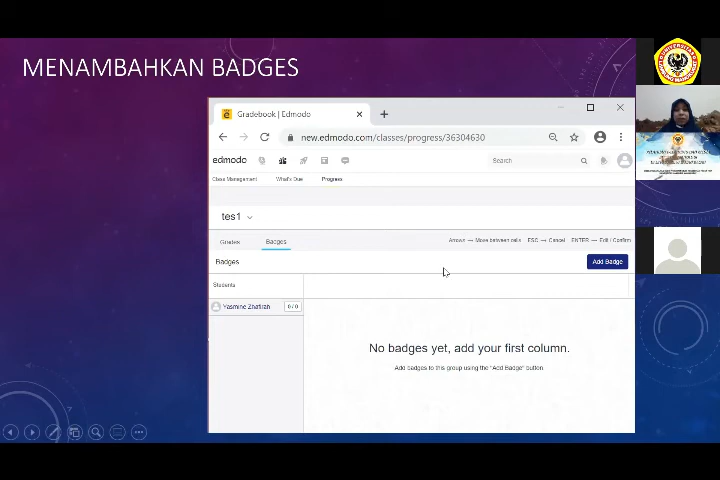 MENAMBAHKAN BADGES
Gradebook | Edmodo
new.edmodo.com/classes/progress/36304630
edmodo
Search
Class Management What's Due Progress
tes1
Grades Badges
Arrows → Move between cells ESC → Cancel ENTER → Edit / Confirm
Badges
Add Badge
Students
Yasmine Zhafirah 0 / 0
No badges yet, add your first column.
Add badges to this group using the "Add Badge" button.